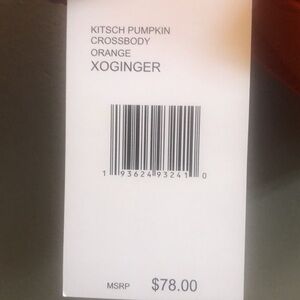 KITSCH PUMPKIN
CROSSBODY
ORANGE
XOGINGER
1 93624 93241 0
MSRP $78.00